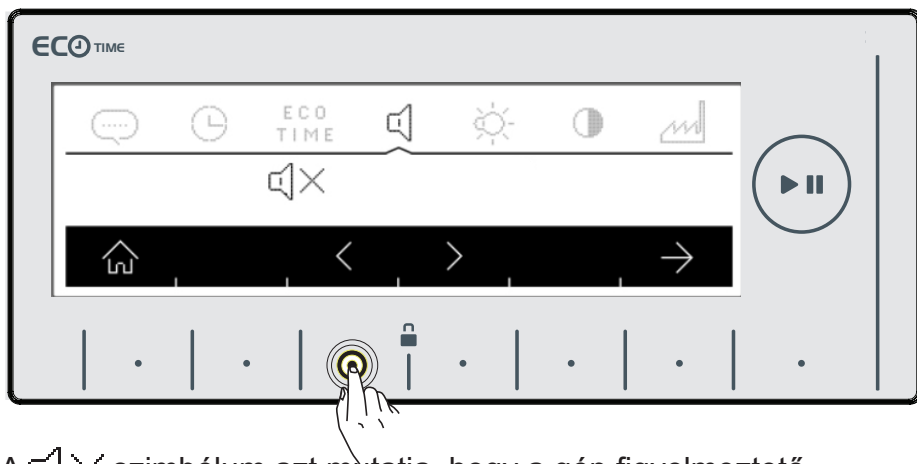 ECO TIME
ECO
TIME
A szimbólum azt mutatja, hogy a gép figyelmeztető